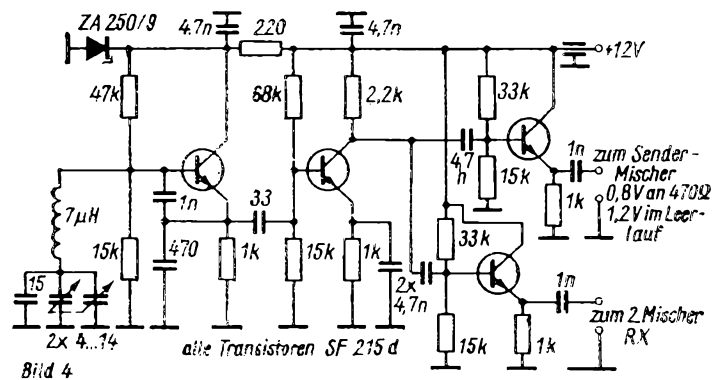 ZA 250/9
4,7n
220
4,7n
+12V
47k
68k
2,2k
33k
7µH
1n
33
4,7
n
15k
1n
zum Sender-
Mischer
0,8V an 470Ω
1,2V im Leer-
lauf
1k
15k
470
1k
15k
1k
2x
4,7n
33k
15
2x 4...14
1n
zum 2. Mischer
RX
15k
1k
alle Transistoren SF 215 d
Bild 4